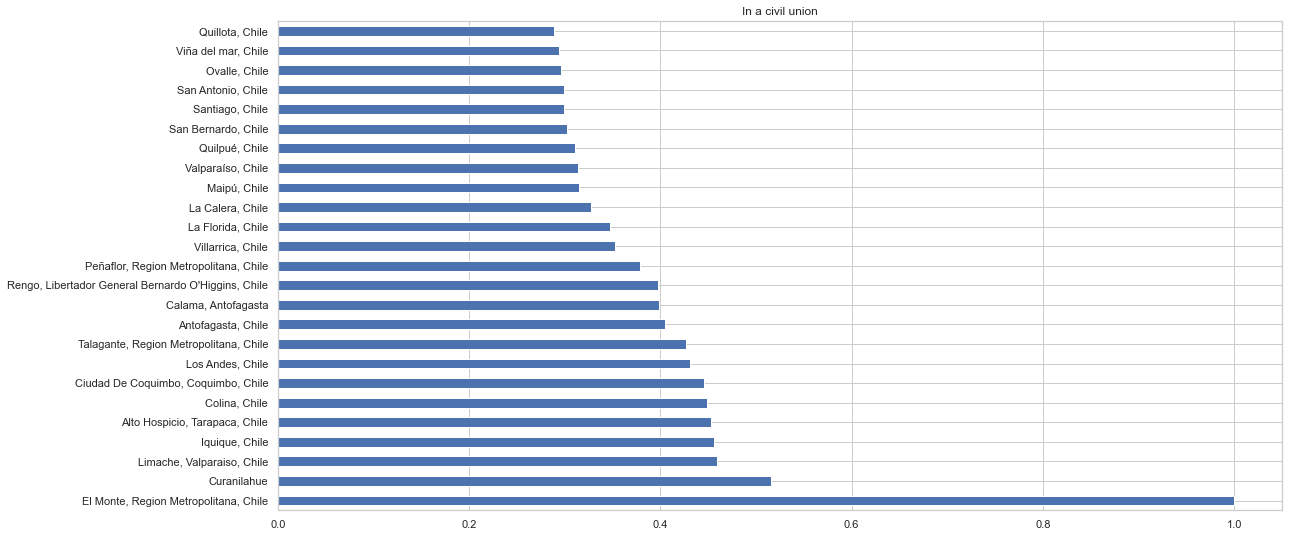 In a civil union
Quillota, Chile
Viña del mar, Chile
Ovalle, Chile
San Antonio, Chile
Santiago, Chile
San Bernardo, Chile
Quilpué, Chile
Valparaíso, Chile
Maipú, Chile
La Calera, Chile
La Florida, Chile
Villarrica, Chile
Peñaflor, Region Metropolitana, Chile
Rengo, Libertador General Bernardo O'Higgins, Chile
Calama, Antofagasta
Antofagasta, Chile
Talagante, Region Metropolitana, Chile
Los Andes, Chile
Ciudad De Coquimbo, Coquimbo, Chile
Colina, Chile
Alto Hospicio, Tarapaca, Chile
Iquique, Chile
Limache, Valparaiso, Chile
Curanilahue
El Monte, Region Metropolitana, Chile
0.0 0.2 0.4 0.6 0.8 1.0